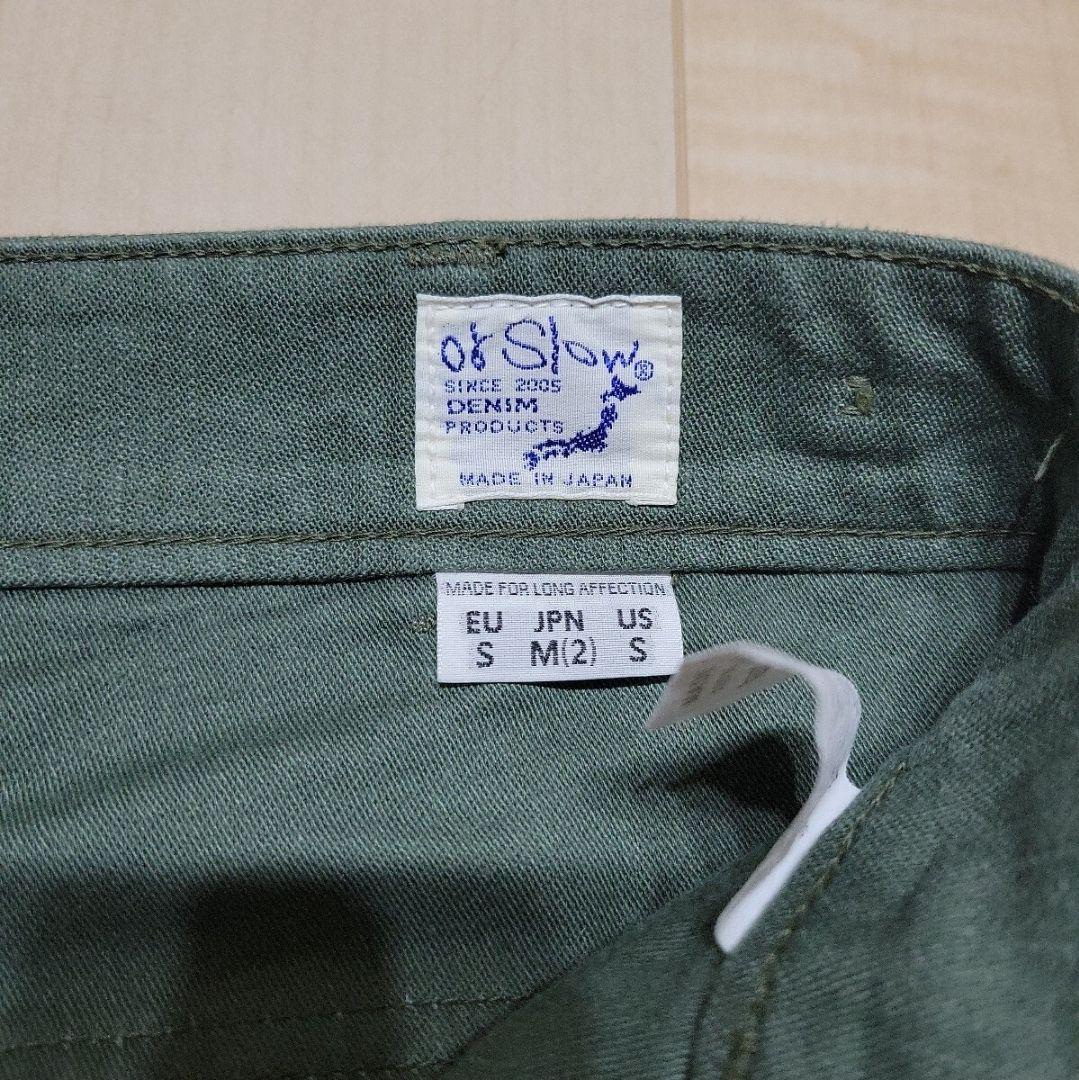 or Slow®
SINCE 2005
DENIM
PRODUCTS
MADE IN JAPAN
MADE FOR LONG AFFECTION
EU JPN US
S M(2) S